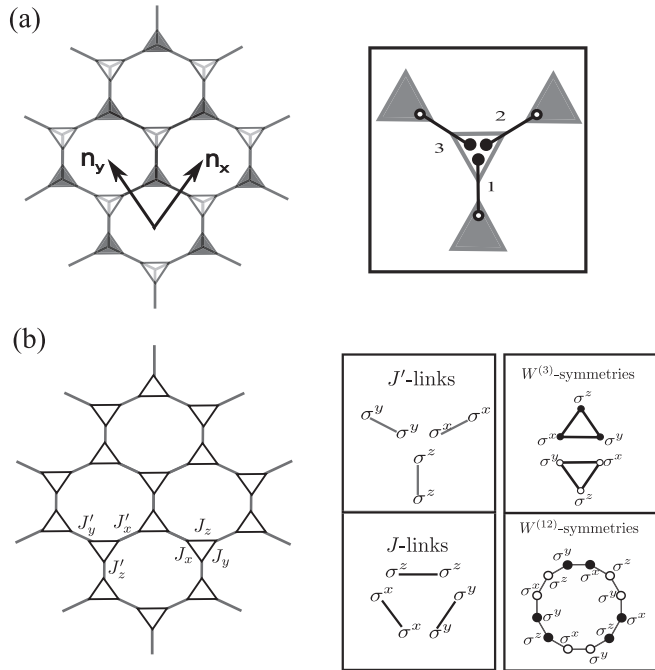 (a)
n_y
n_x
2
3
1
(b)
J'-links
σ^y
σ^y
σ^x
σ^x
σ^z
σ^z
W^(3)-symmetries
σ^z
σ^x
σ^y
σ^y
σ^x
σ^z
J'_y
J'_x
J_z
J_x
J_y
J'_z
J-links
σ^z
σ^z
σ^x
σ^y
σ^x
σ^y
W^(12)-symmetries
σ^y
σ^z
σ^x
σ^z
σ^x
σ^y
σ^y
σ^x
σ^z
σ^x
σ^z
σ^y